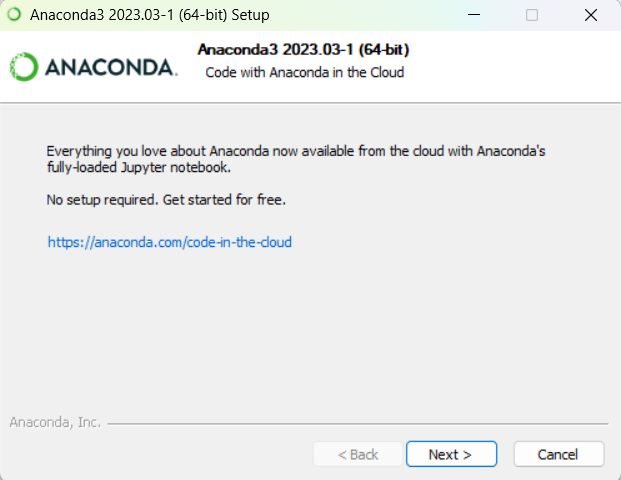 Anaconda3 2023.03-1 (64-bit) Setup
Anaconda3 2023.03-1 (64-bit)
ANACONDA.
Code with Anaconda in the Cloud
Everything you love about Anaconda now available from the cloud with Anaconda's
fully-loaded Jupyter notebook.
No setup required. Get started for free.
https://anaconda.com/code-in-the-cloud
Anaconda, Inc.
< Back
Next >
Cancel